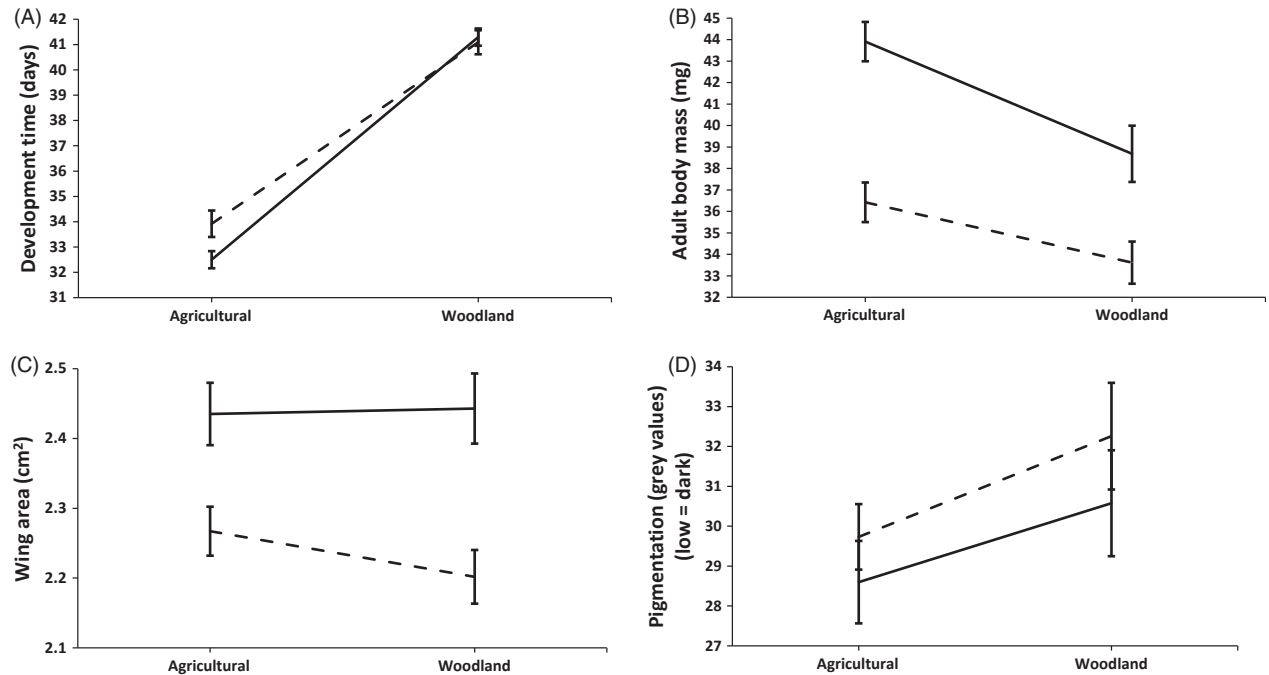 (A)
Development time (days)
42
41
40
39
38
37
36
35
34
33
32
31
Agricultural
Woodland
(B)
Adult body mass (mg)
45
44
43
42
41
40
39
38
37
36
35
34
33
32
Agricultural
Woodland
(C)
Wing area (cm²)
2.5
2.4
2.3
2.2
2.1
Agricultural
Woodland
(D)
Pigmentation (grey values)
(low = dark)
34
33
32
31
30
29
28
27
Agricultural
Woodland